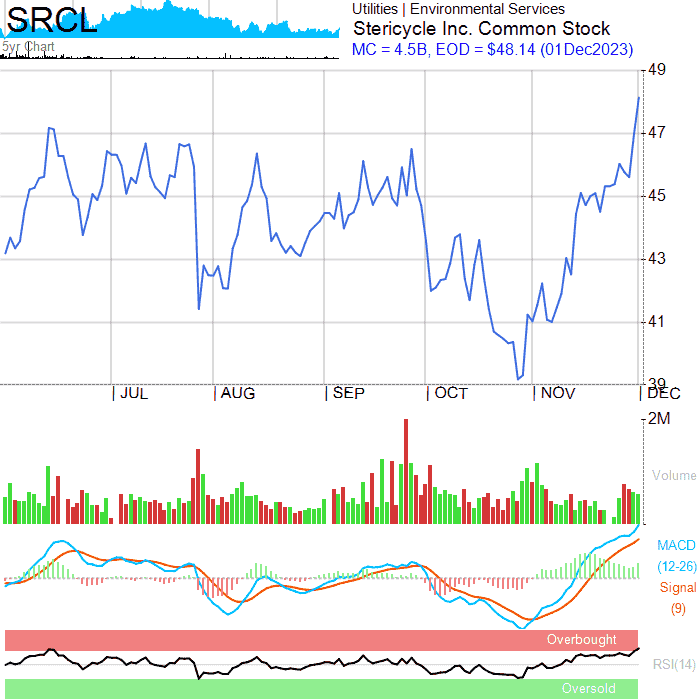 SRCL
5yr Chart
Utilities | Environmental Services
Stericycle Inc. Common Stock
MC = 4.5B, EOD = $48.14 (01Dec2023)
49
47
45
43
41
39
JUL AUG SEP OCT NOV DEC
2M
Volume
MACD
(12-26)
Signal
(9)
Overbought
RSI(14)
Oversold